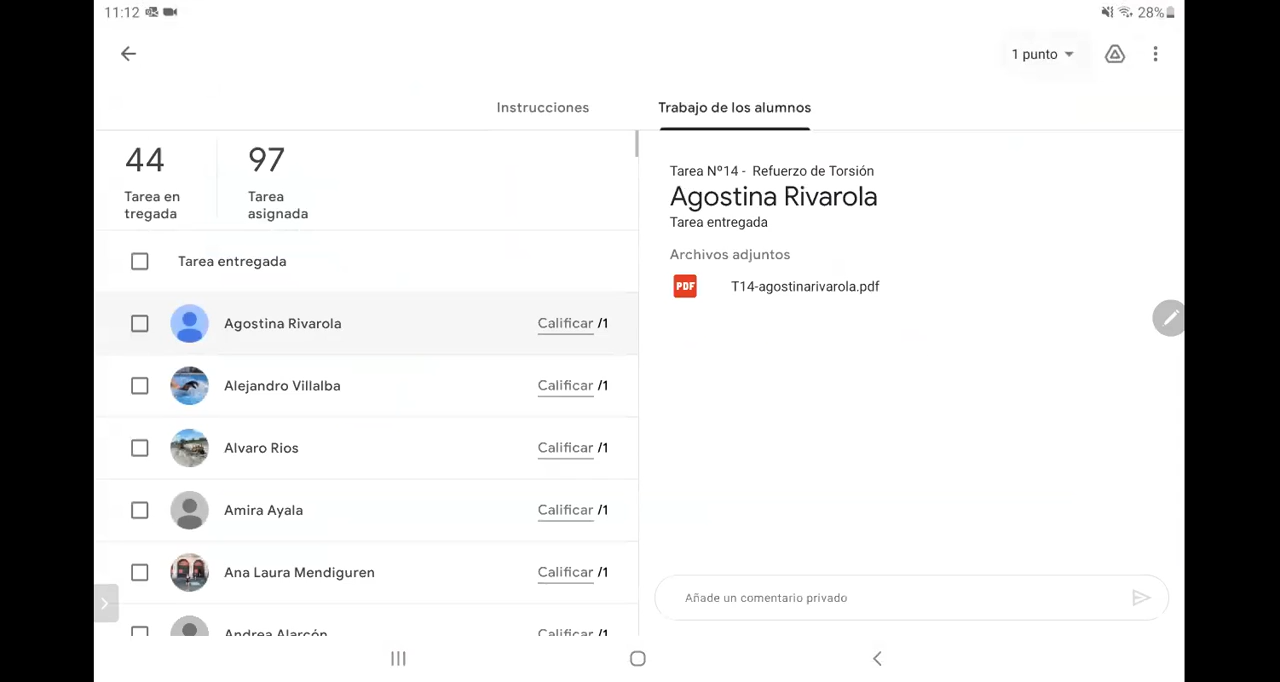 11:12
28%
1 punto
Instrucciones
Trabajo de los alumnos
44
97
Tarea en
tregada
Tarea
asignada
Tarea entregada
Agostina Rivarola
Calificar /1
Alejandro Villalba
Calificar /1
Alvaro Rios
Calificar /1
Amira Ayala
Calificar /1
Ana Laura Mendiguren
Calificar /1
Andrea Alarcón
Calificar /1
Tarea Nº14 - Refuerzo de Torsión
Agostina Rivarola
Tarea entregada
Archivos adjuntos
PDF
T14-agostinarivarola.pdf
Añade un comentario privado